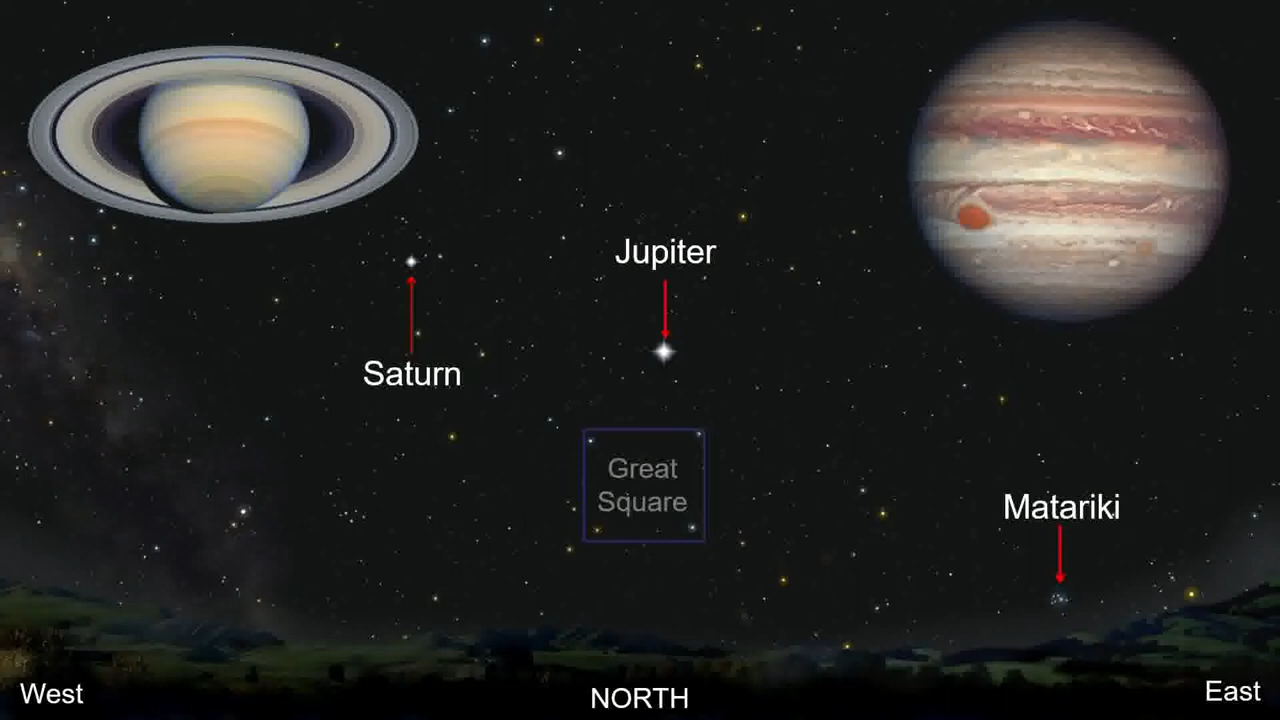 Jupiter
Saturn
Great
Square
Matariki
West
NORTH
East